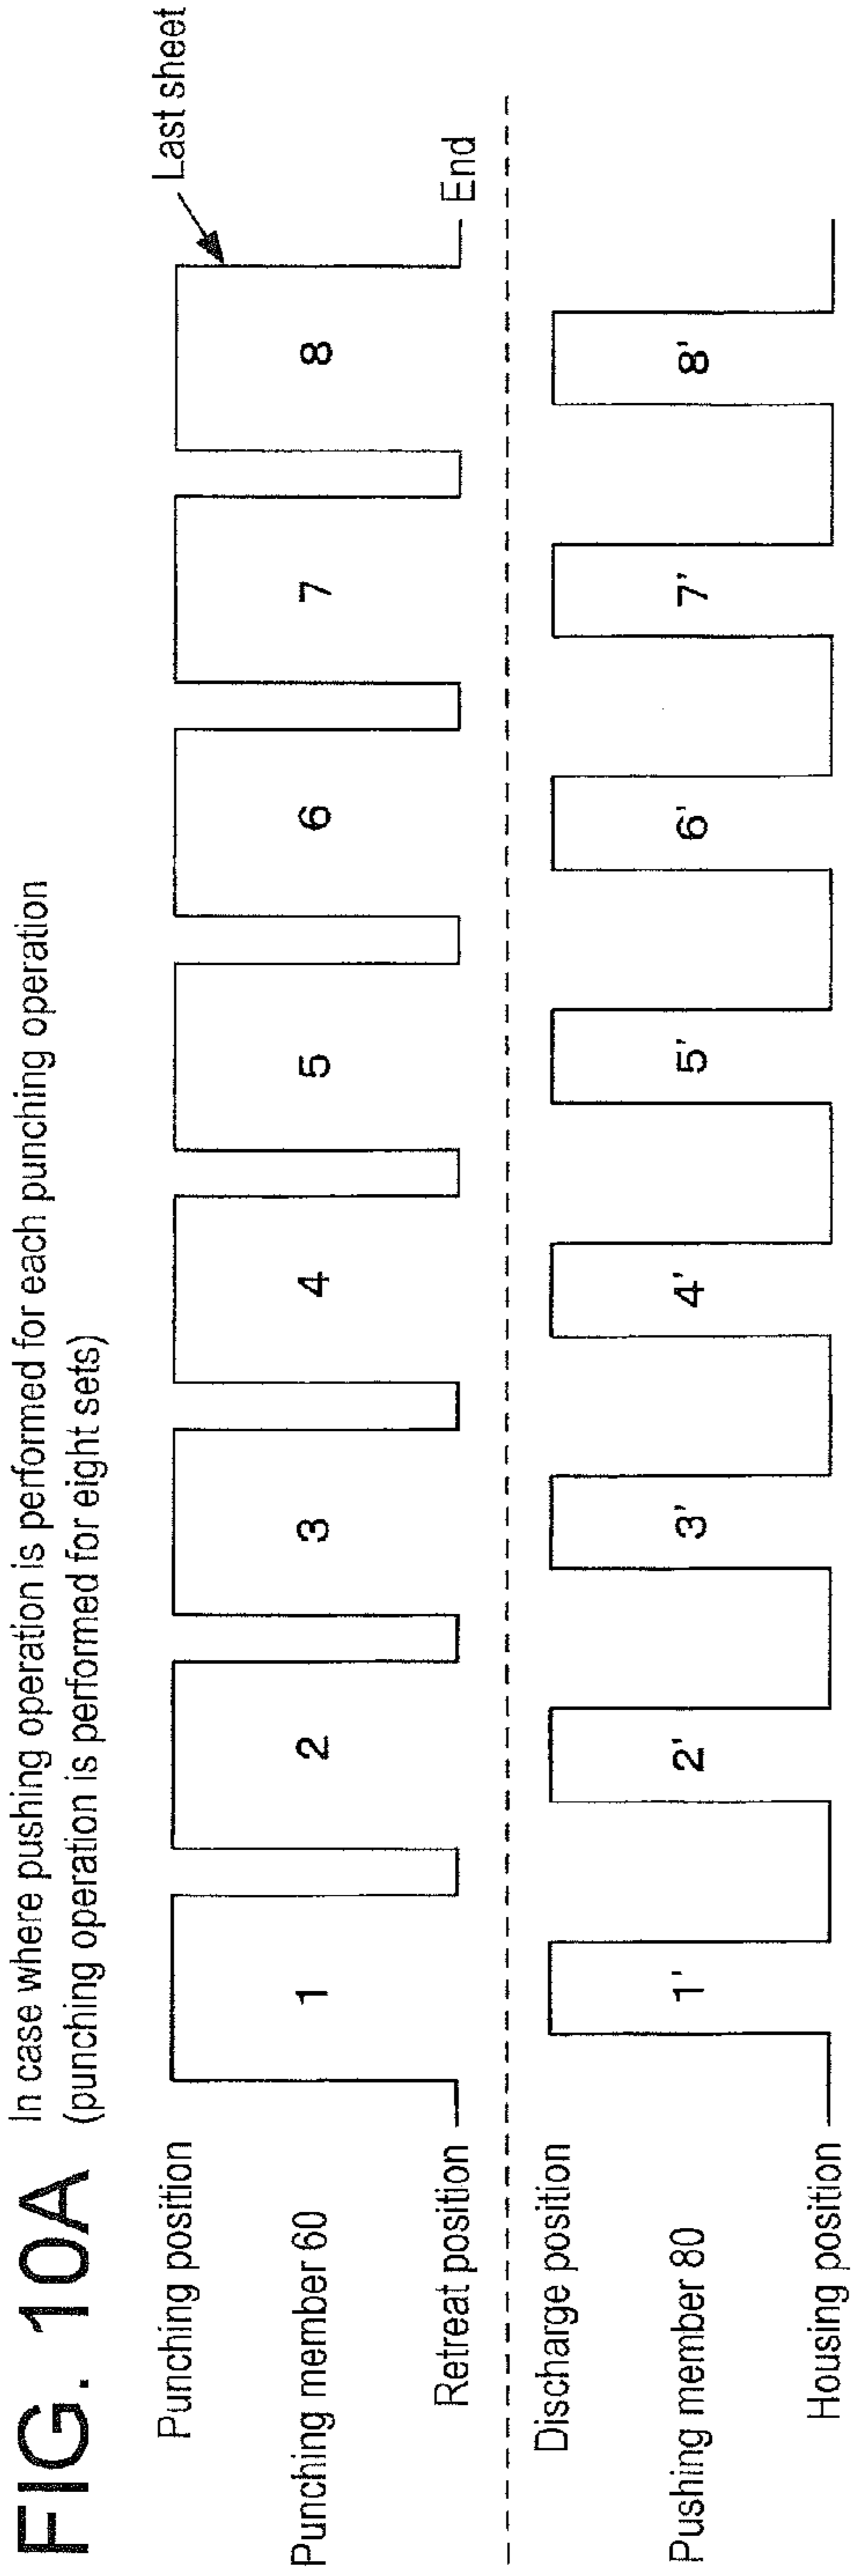 FIG. 10A
In case where pushing operation is performed for each punching operation
(punching operation is performed for eight sets)
Last sheet
Punching position
Punching member 60
1 2 3 4 5 6 7 8
Retreat position
End
Discharge position
Pushing member 80
1' 2' 3' 4' 5' 6' 7' 8'
Housing position